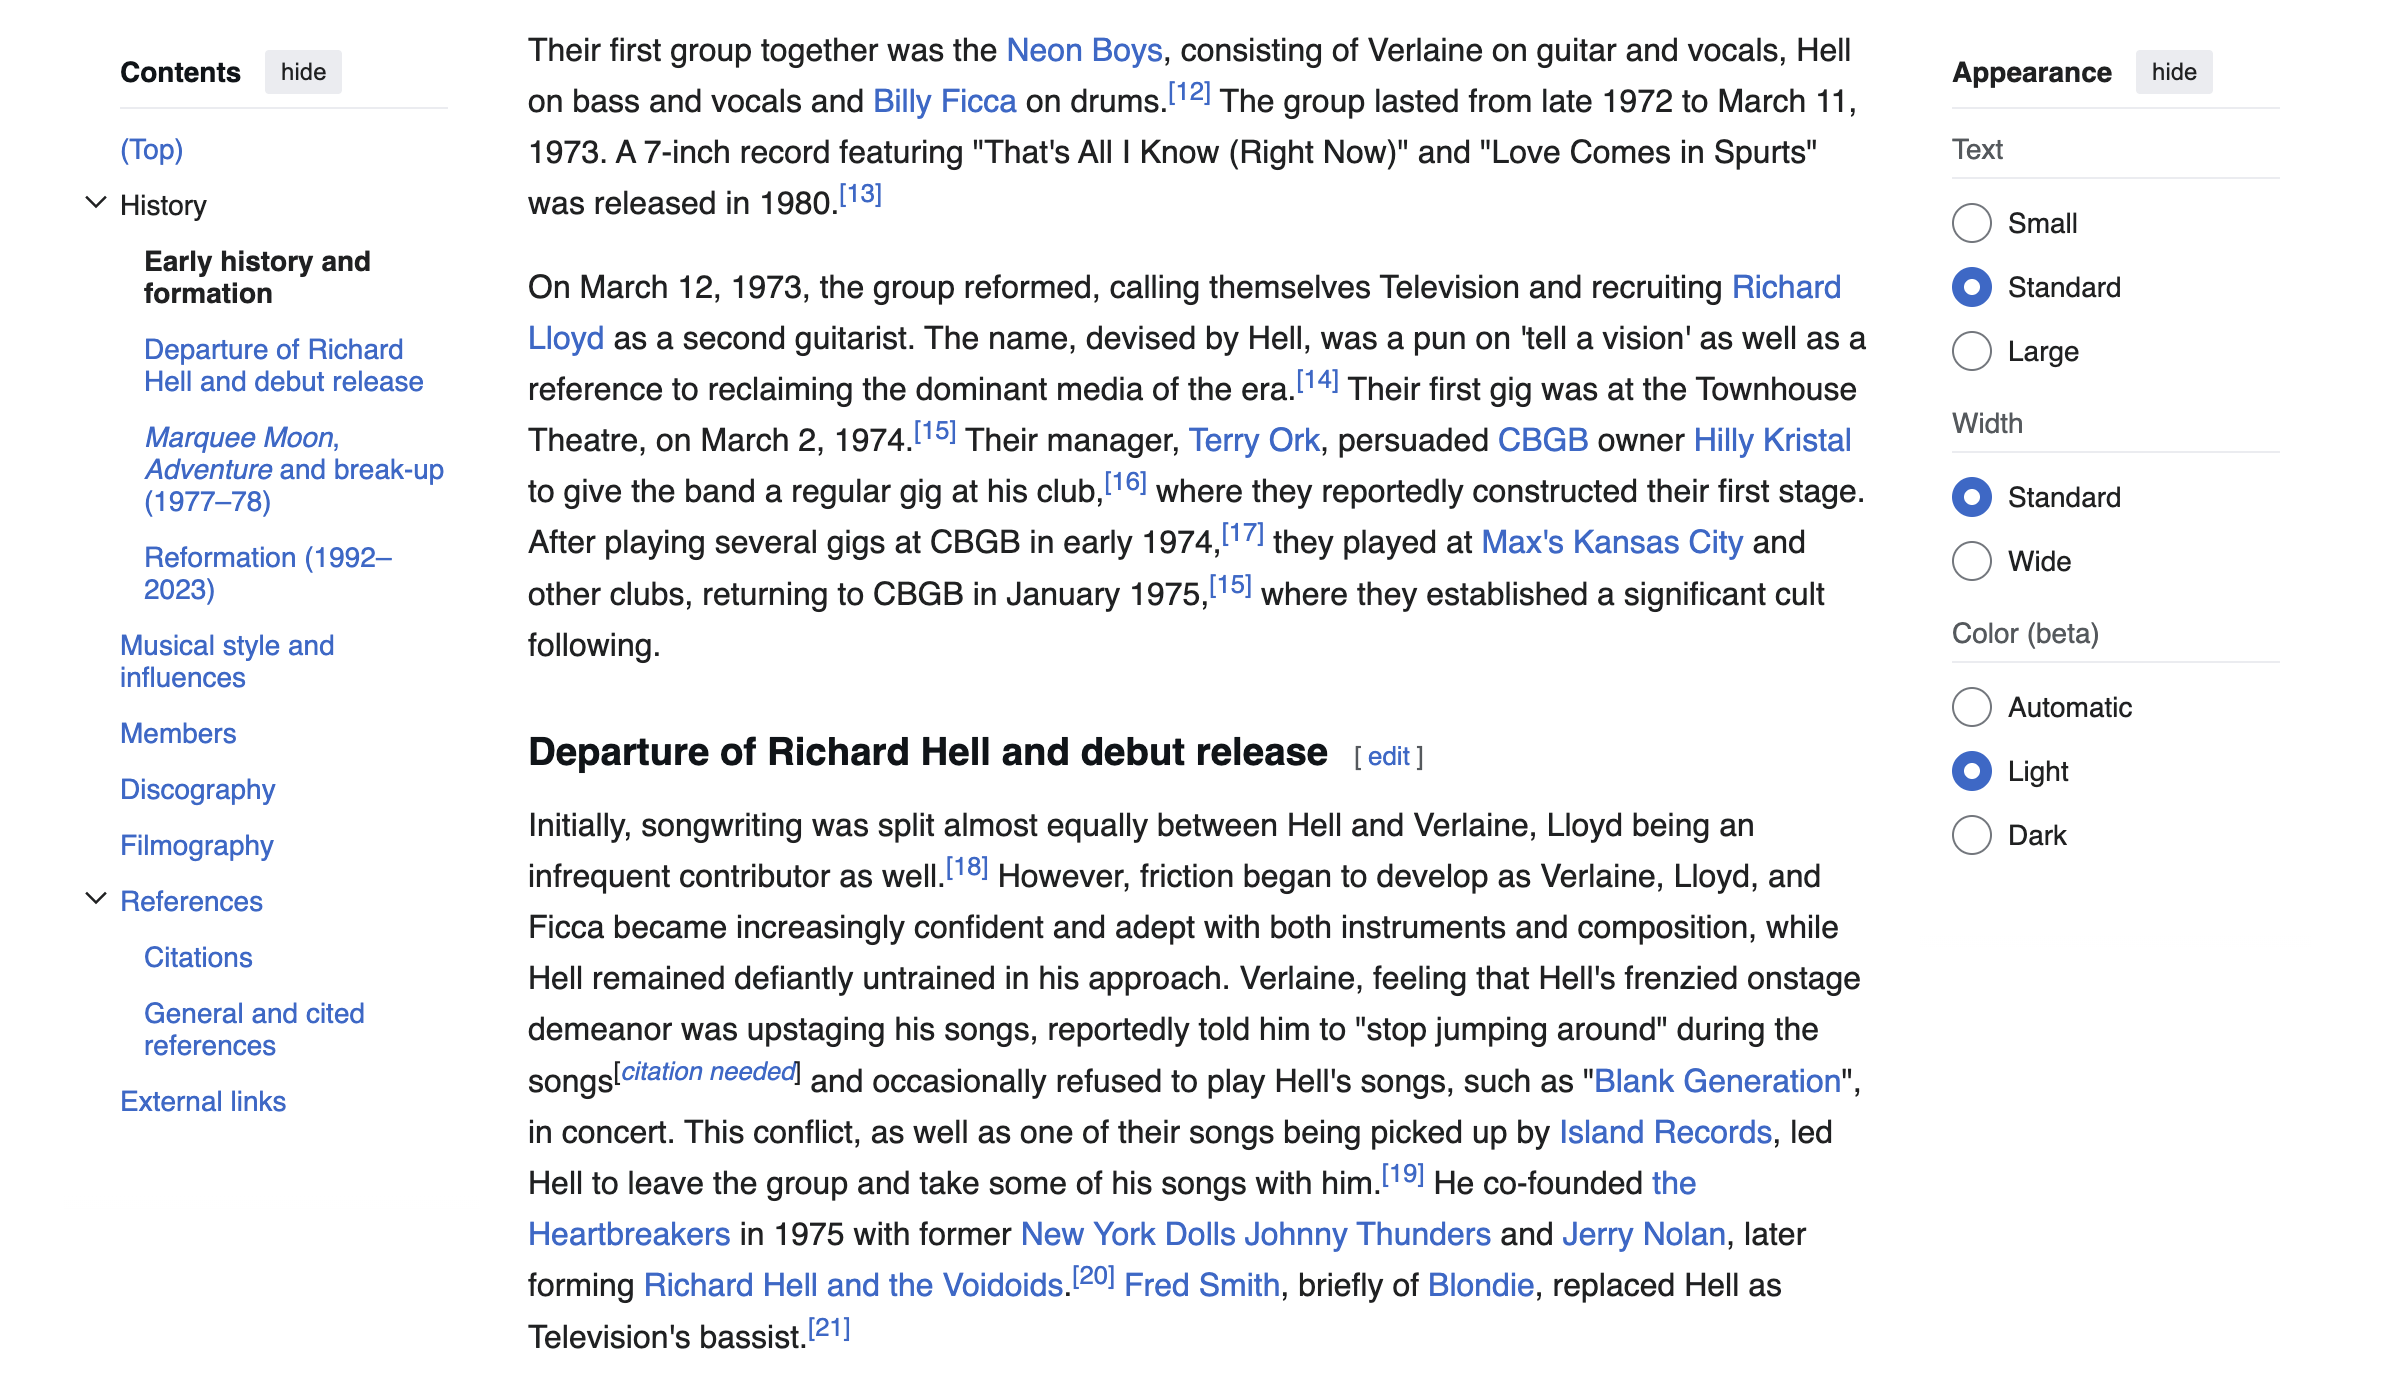 Contents hide
(Top)
History
Early history and
formation
Departure of Richard
Hell and debut release
Marquee Moon,
Adventure and break-up
(1977–78)
Reformation (1992–
2023)
Musical style and
influences
Members
Discography
Filmography
References
Citations
General and cited
references
External links
Their first group together was the Neon Boys, consisting of Verlaine on guitar and vocals, Hell
on bass and vocals and Billy Ficca on drums.[12] The group lasted from late 1972 to March 11,
1973. A 7-inch record featuring "That's All I Know (Right Now)" and "Love Comes in Spurts"
was released in 1980.[13]
On March 12, 1973, the group reformed, calling themselves Television and recruiting Richard
Lloyd as a second guitarist. The name, devised by Hell, was a pun on 'tell a vision' as well as a
reference to reclaiming the dominant media of the era.[14] Their first gig was at the Townhouse
Theatre, on March 2, 1974.[15] Their manager, Terry Ork, persuaded CBGB owner Hilly Kristal
to give the band a regular gig at his club,[16] where they reportedly constructed their first stage.
After playing several gigs at CBGB in early 1974,[17] they played at Max's Kansas City and
other clubs, returning to CBGB in January 1975,[15] where they established a significant cult
following.
Departure of Richard Hell and debut release [ edit ]
Initially, songwriting was split almost equally between Hell and Verlaine, Lloyd being an
infrequent contributor as well.[18] However, friction began to develop as Verlaine, Lloyd, and
Ficca became increasingly confident and adept with both instruments and composition, while
Hell remained defiantly untrained in his approach. Verlaine, feeling that Hell's frenzied onstage
demeanor was upstaging his songs, reportedly told him to "stop jumping around" during the
songs[citation needed] and occasionally refused to play Hell's songs, such as "Blank Generation",
in concert. This conflict, as well as one of their songs being picked up by Island Records, led
Hell to leave the group and take some of his songs with him.[19] He co-founded the
Heartbreakers in 1975 with former New York Dolls Johnny Thunders and Jerry Nolan, later
forming Richard Hell and the Voidoids.[20] Fred Smith, briefly of Blondie, replaced Hell as
Television's bassist.[21]
Appearance hide
Text
Small
Standard
Large
Width
Standard
Wide
Color (beta)
Automatic
Light
Dark